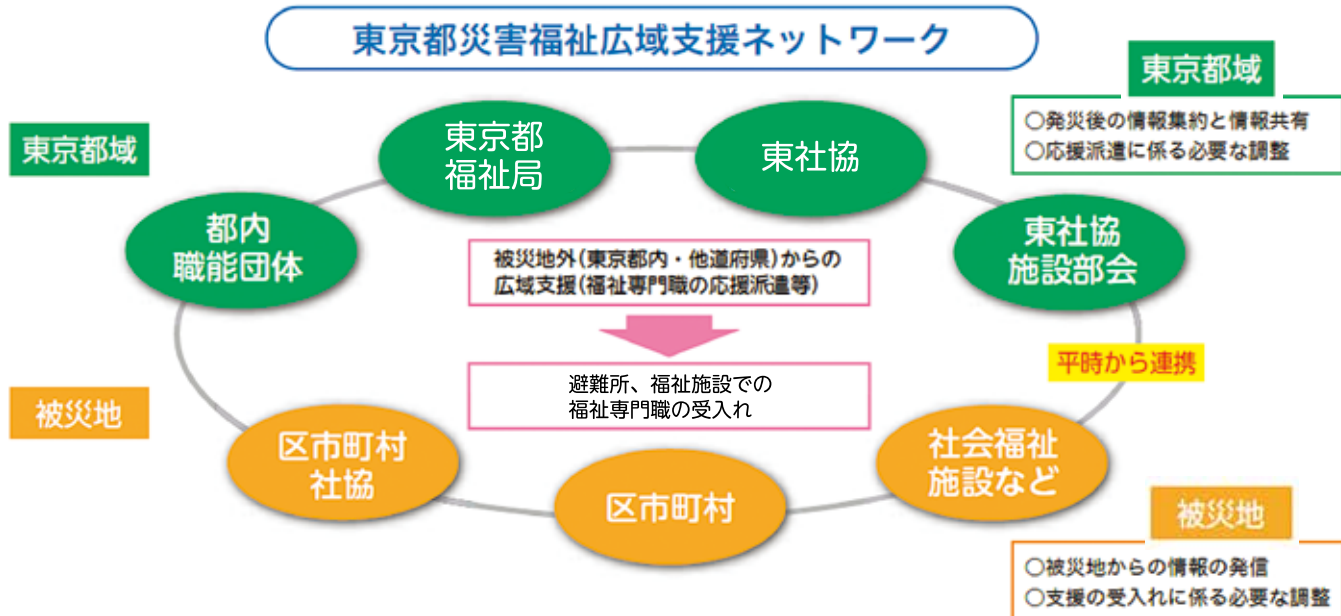 東京都災害福祉広域支援ネットワーク
東京都域
○発災後の情報集約と情報共有
○応援派遣に係る必要な調整
東京都域
東京都
福祉局
東社協
都内
職能団体
東社協
施設部会
被災地外(東京都内・他道府県)からの
広域支援(福祉専門職の応援派遣等)
平時から連携
避難所、福祉施設での
福祉専門職の受入れ
被災地
区市町村
社協
区市町村
社会福祉
施設など
被災地
○被災地からの情報の発信
○支援の受入れに係る必要な調整